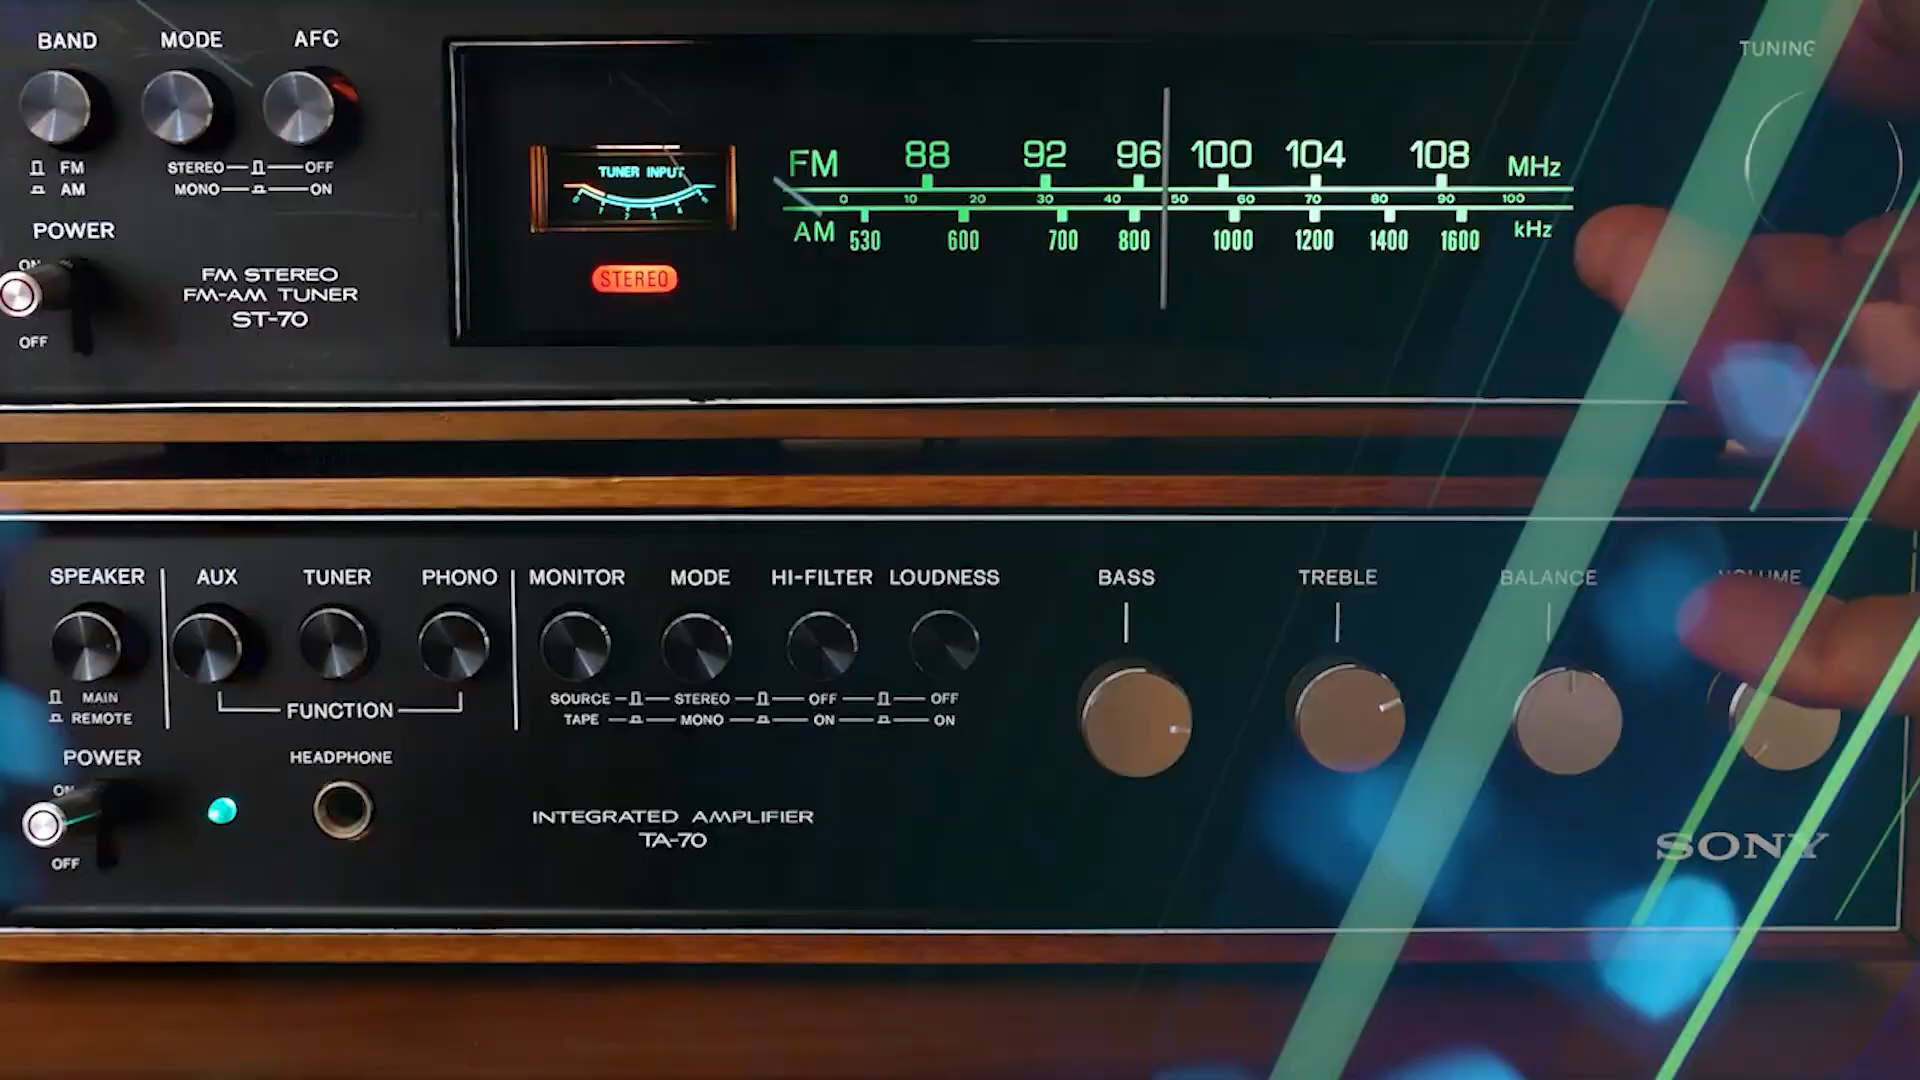 BAND MODE AFC
TUNING
FM
AM
STEREO OFF
MONO ON
POWER
ON
OFF
FM STEREO
FM-AM TUNER
ST-70
TUNER INPUT
STEREO
FM 88 92 96 100 104 108 MHz
0 10 20 30 40 50 60 70 80 90 100
AM 530 600 700 800 1000 1200 1400 1600 kHz
SPEAKER AUX TUNER PHONO MONITOR MODE HI-FILTER LOUDNESS BASS TREBLE BALANCE VOLUME
MAIN
REMOTE
FUNCTION
SOURCE STEREO OFF OFF
TAPE MONO ON ON
POWER
ON
OFF
HEADPHONE
INTEGRATED AMPLIFIER
TA-70
SONY